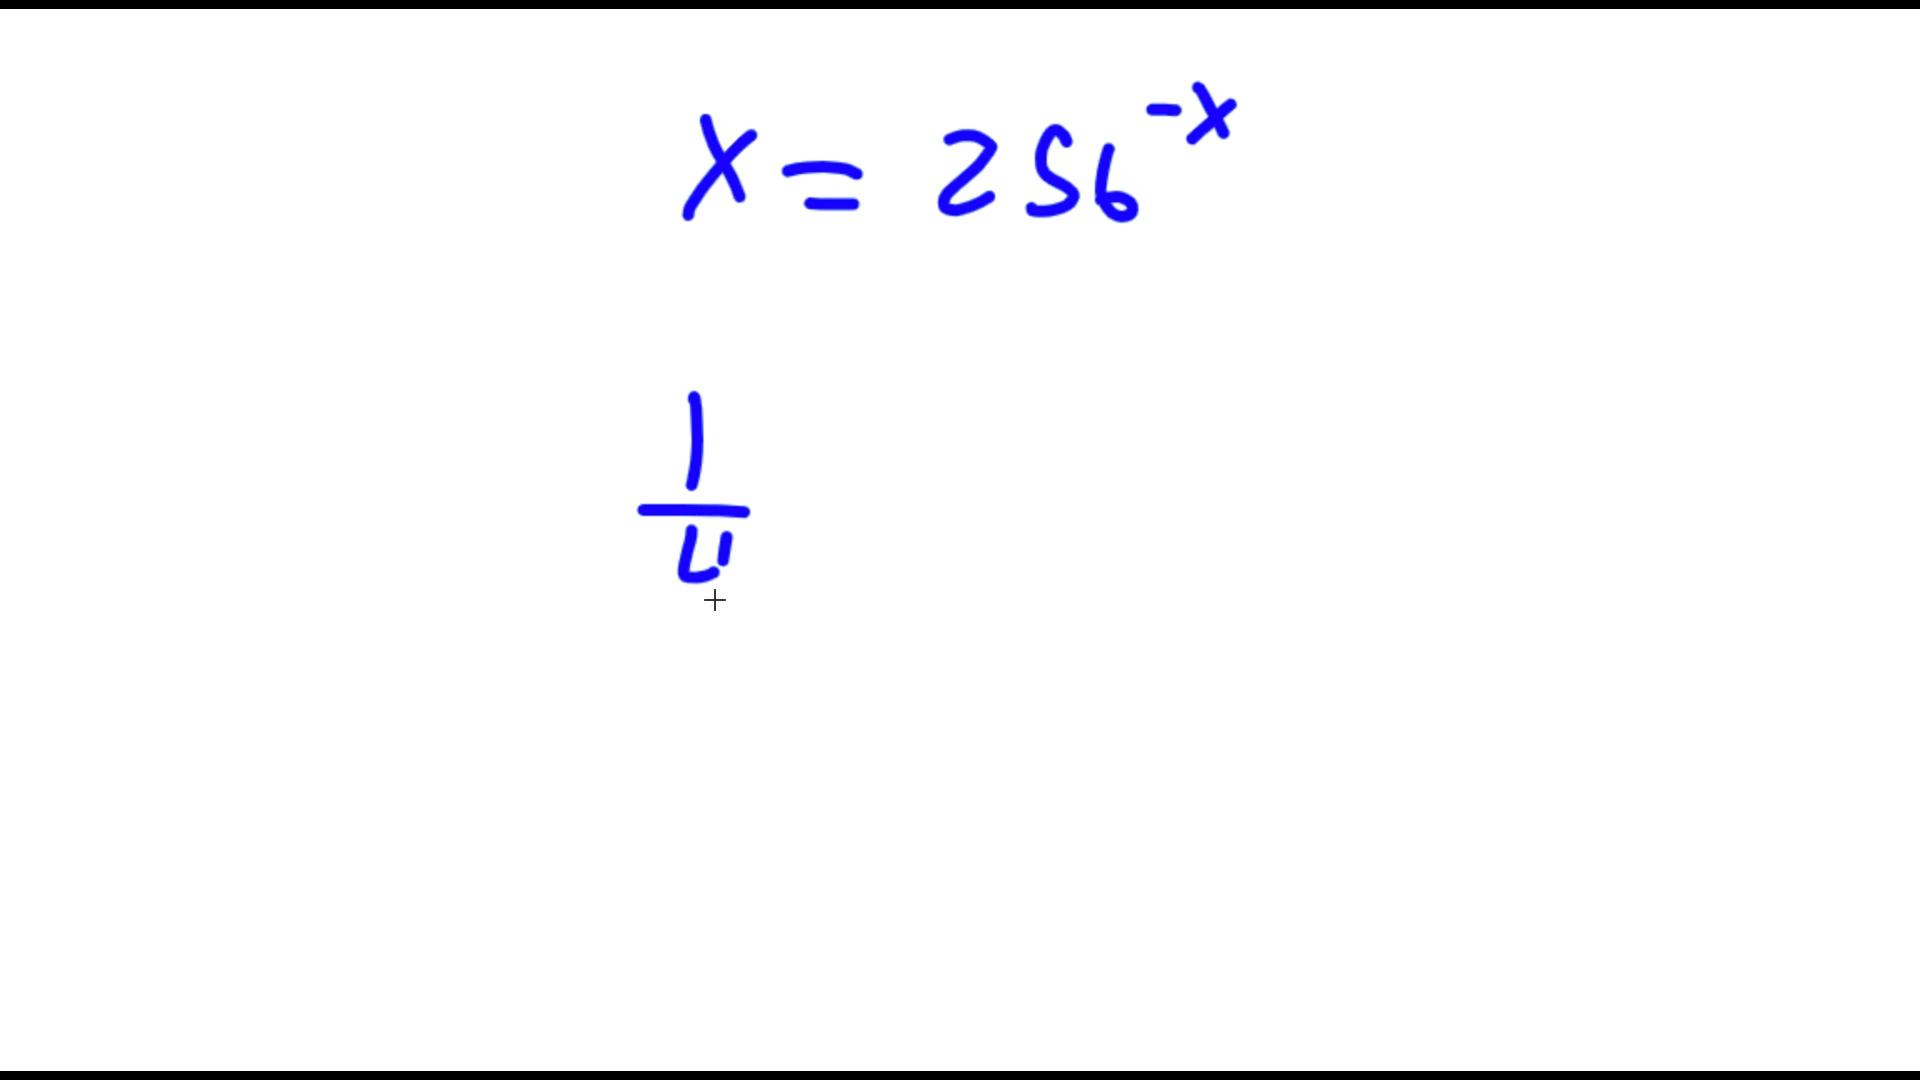 x = 256^{-x}
1/4